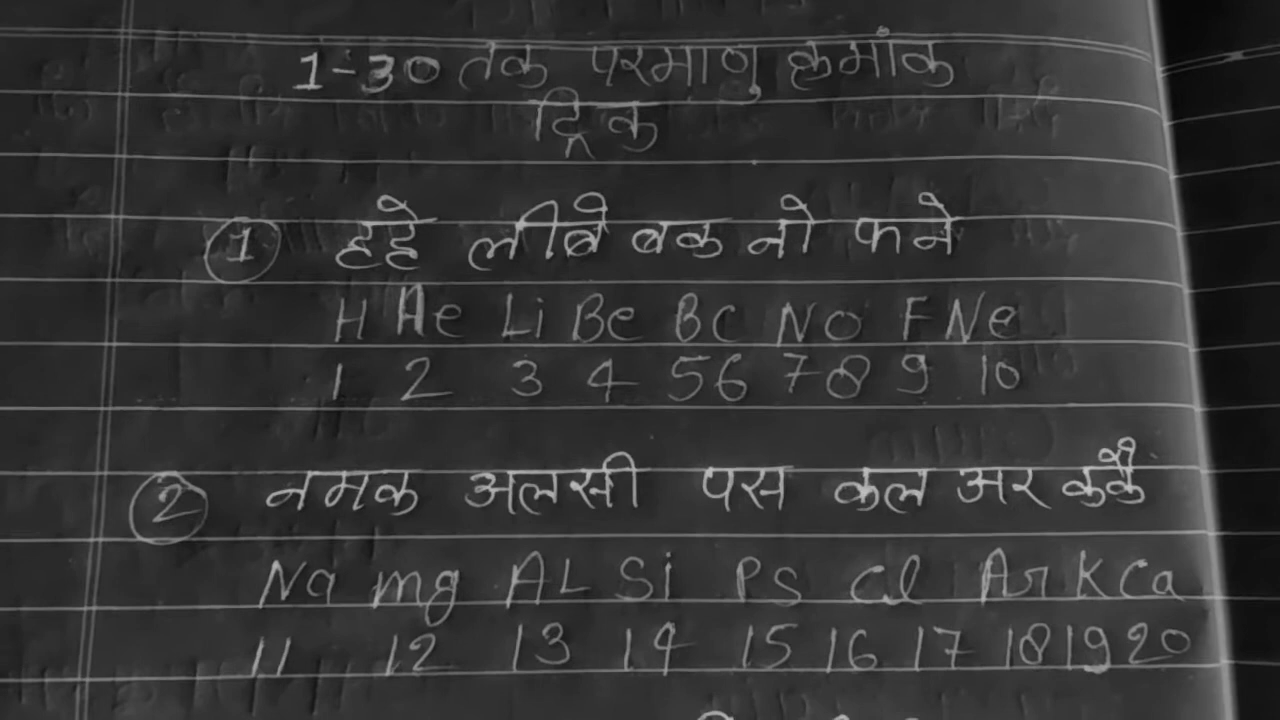 1-30 तक परमाणु क्रमांक
ट्रिक
① हहे लीबे बक नो फने
H He Li Be B C N O F Ne
1 2 3 4 5 6 7 8 9 10
② नमक अलसी पस कल अर ककै
Na mg AL Si P S Cl Ar K Ca
11 12 13 14 15 16 17 18 19 20